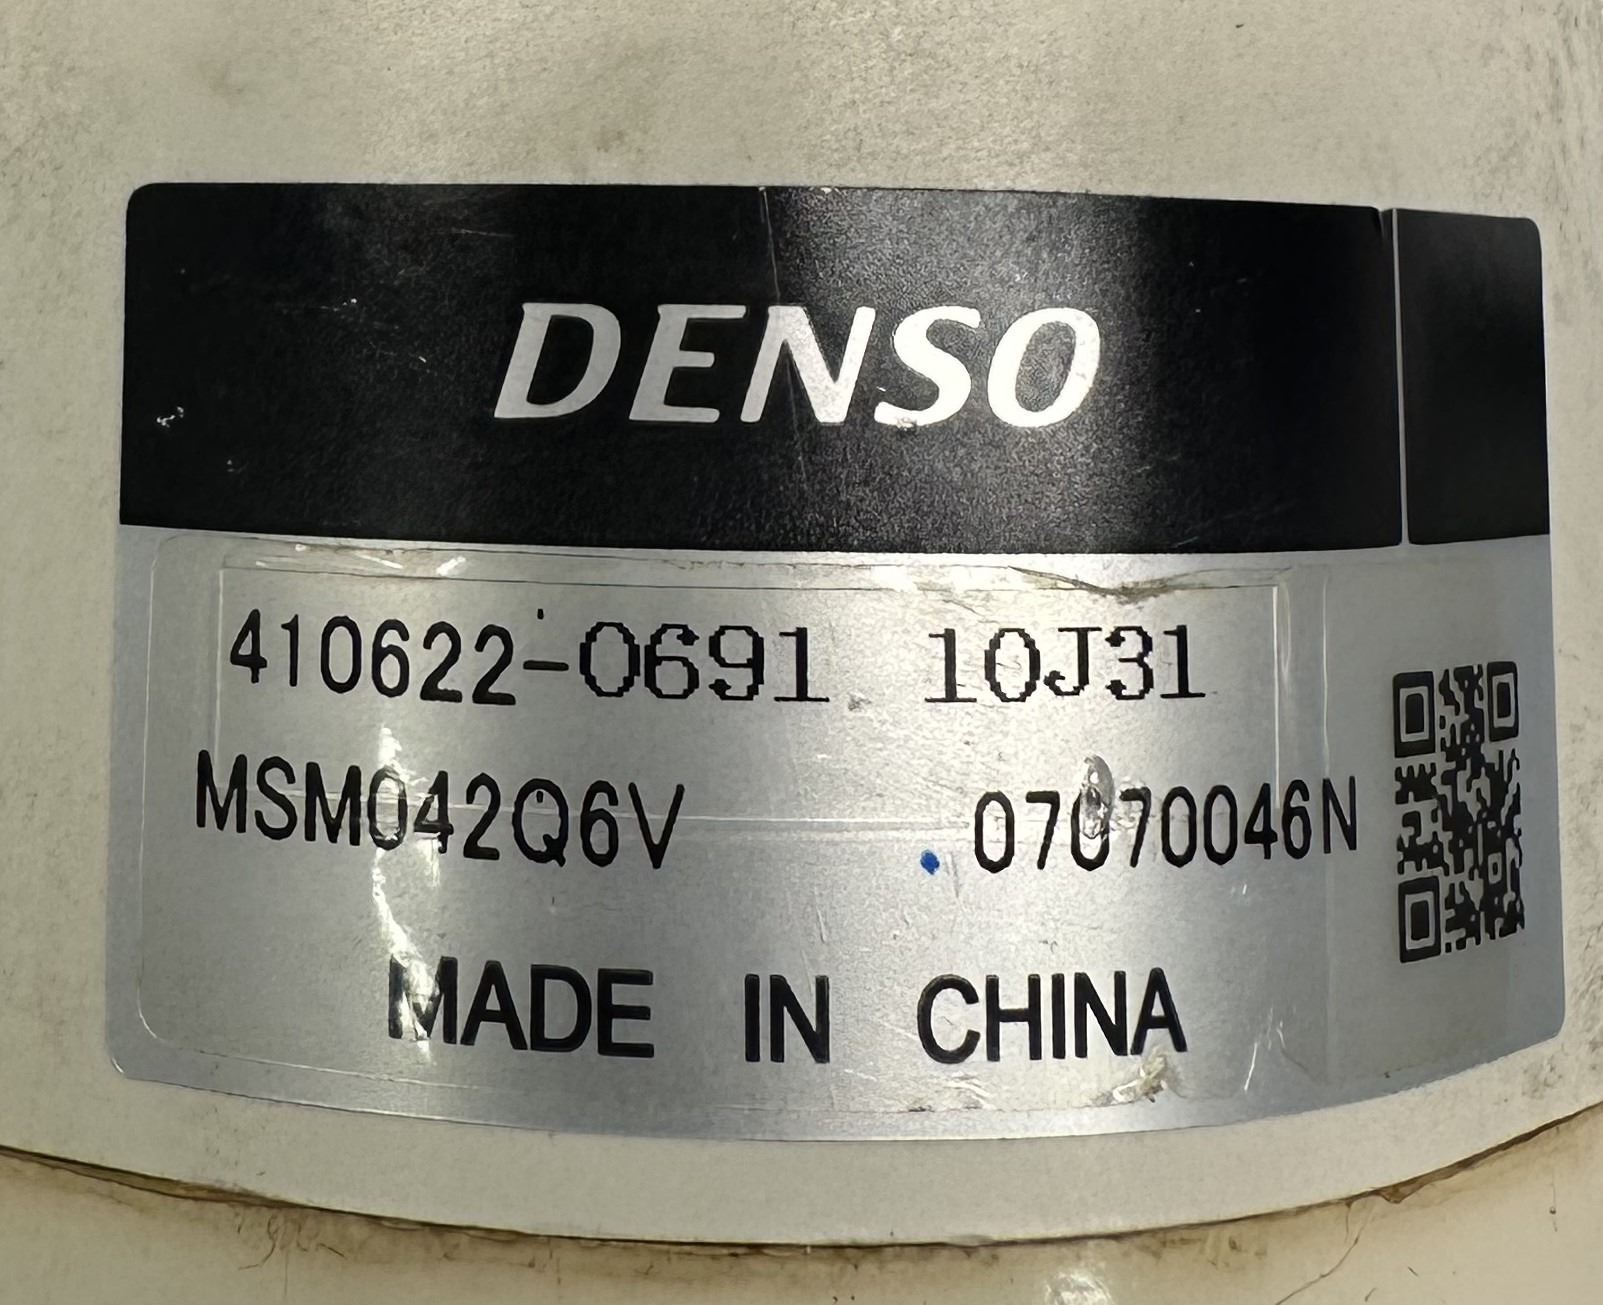 DENSO
410622-0691 10J31
MSM042Q6V 07070046N
MADE IN CHINA